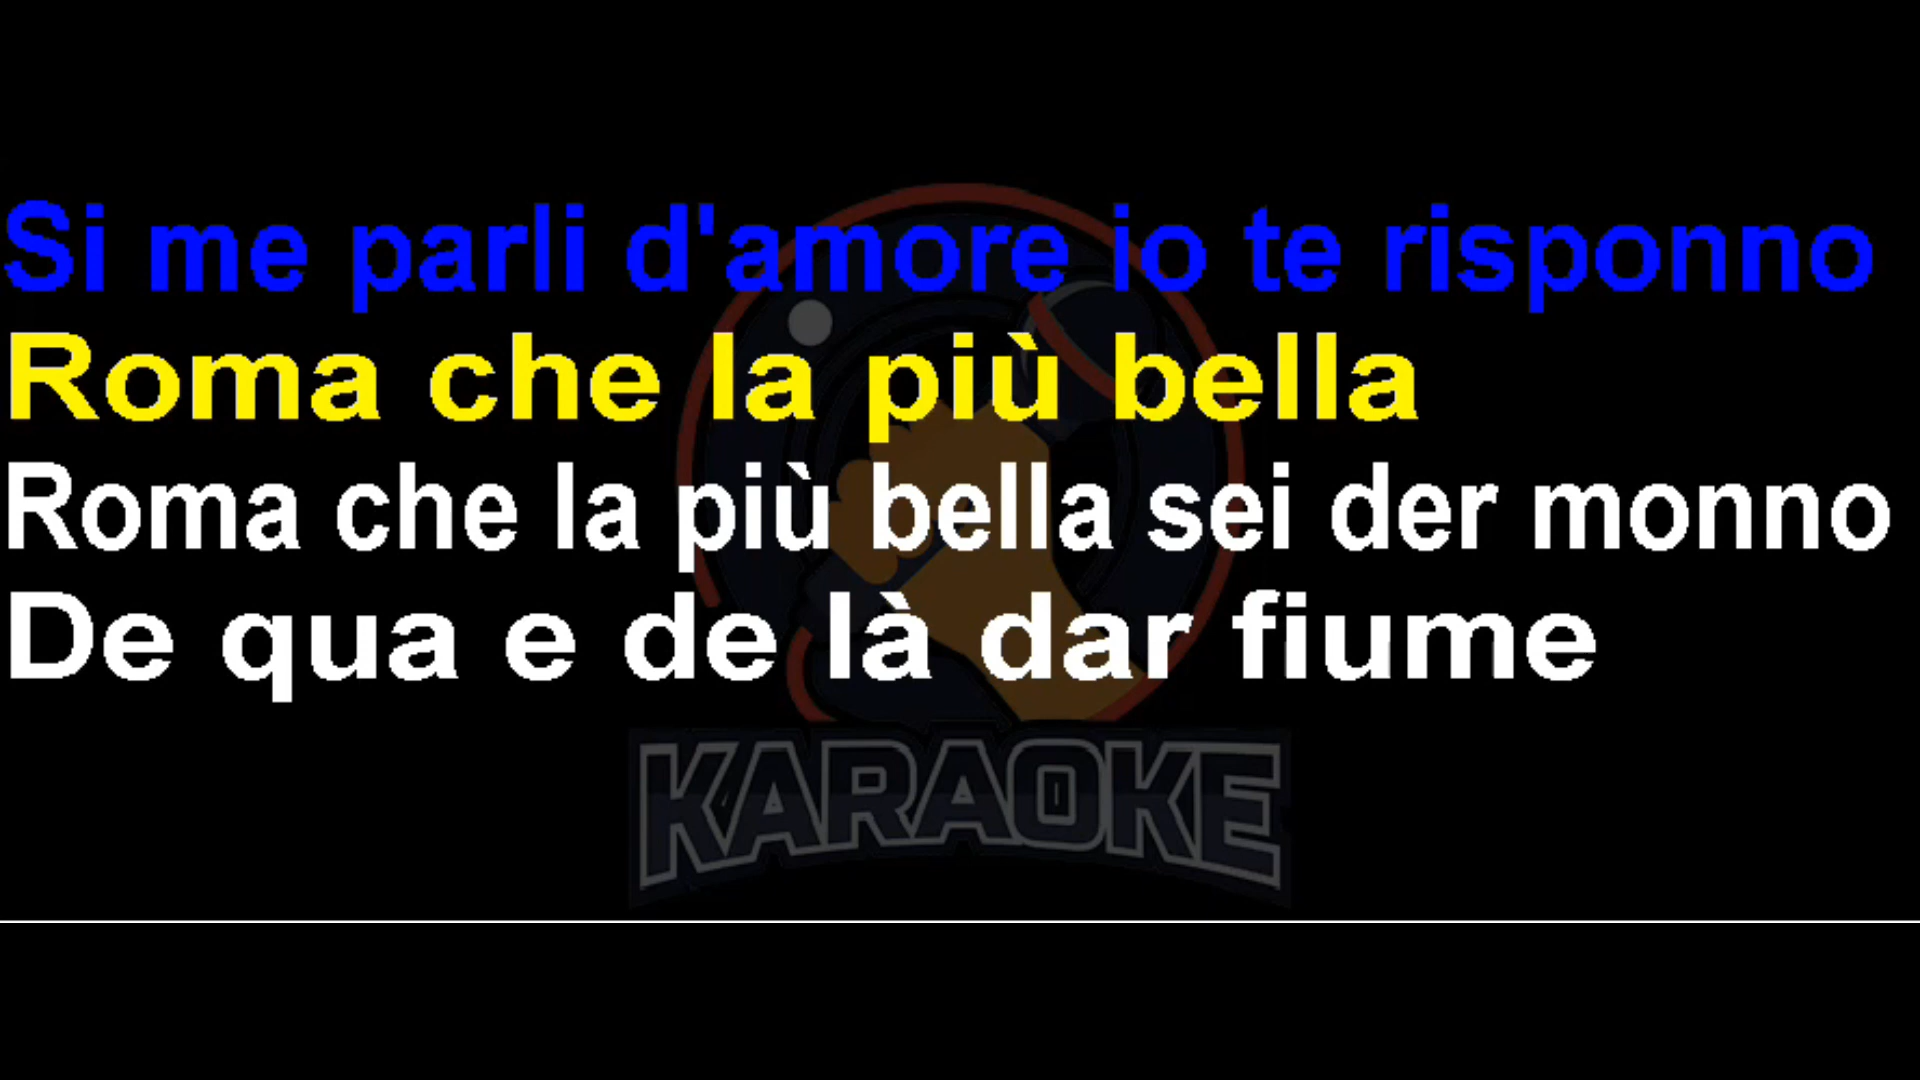 Si me parli d'amore io te risponno
Roma che la più bella
Roma che la più bella sei der monno
De qua e de là dar fiume
KARAOKE